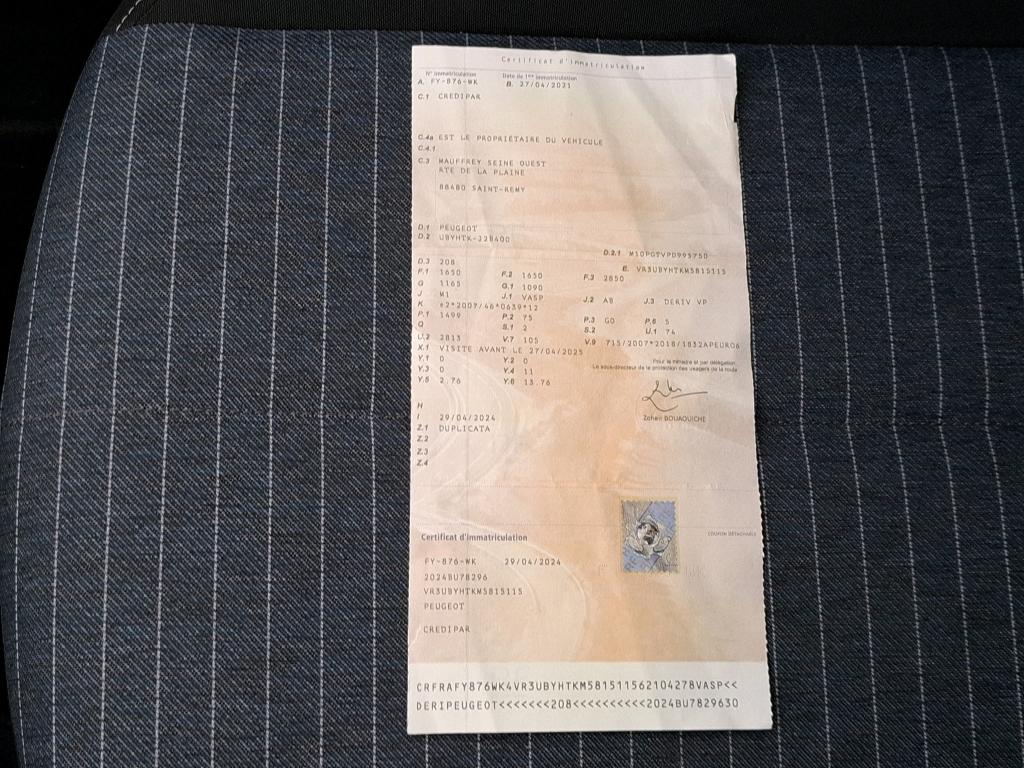 Certificat d'immatriculation
N° immatriculation Date de 1ère immatriculation
A. FY-876-WK B. 27/04/2021
C.1 CREDIPAR
C.4a EST LE PROPRIÉTAIRE DU VÉHICULE
C.4.1
C.3 MAUFFREY SEINE OUEST
RTE DE LA PLAINE
88480 SAINT-REMY
D.1 PEUGEOT
D.2 UBYHTK-J2B400
D.2.1 M10PGTVP0995750
D.3 208 E. VR3UBYHTKM5815115
F.1 1650 F.2 1650 F.3 2850
G 1165 G.1 1090
J M1 J.1 VASP J.2 AB J.3 DERIV VP
K e2*2007/46*0639*12
P.1 1499 P.2 75 P.3 GO P.6 5
Q S.1 2 S.2 U.1 74
U.2 2813 V.7 105 V.9 715/2007*2018/1832APEURO6
X.1 VISITE AVANT LE 27/04/2025
Y.1 0 Y.2 0 Pour le ministre et par délégation
Y.3 0 Y.4 11 Le sous-directeur de la protection des usagers de la route
Y.5 2.76 Y.6 13.76
H
I 29/04/2024 BOUAOUICHE
Z.1 DUPLICATA
Z.2
Z.3
Z.4
COUPON DÉTACHABLE
Certificat d'immatriculation
FY-876-WK 29/04/2024
2024BU78296
VR3UBYHTKM5815115
PEUGEOT
CREDIPAR
CRFRAFY876WK4VR3UBYHTKM581511562104278VASP<<
DERIPEUGEOT<<<<<<<208<<<<<<<<<<2024BU7829630